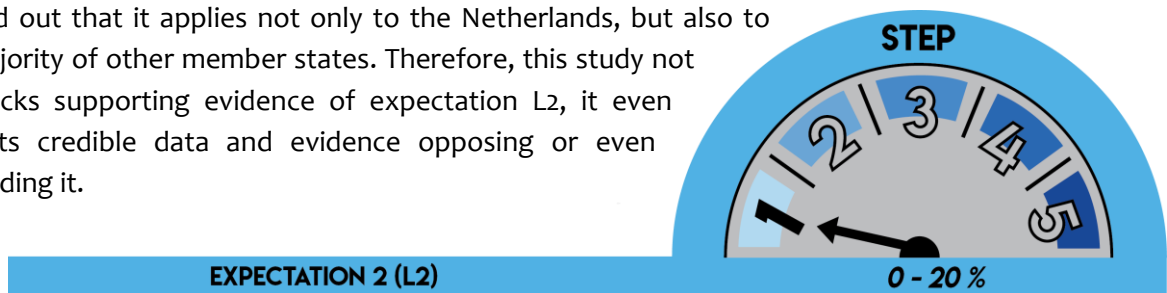 d out that it applies not only to the Netherlands, but also to
jority of other member states. Therefore, this study not
cks supporting evidence of expectation L2, it even
ts credible data and evidence opposing or even
ding it.
STEP
1 2 3 4 5
EXPECTATION 2 (L2)
0 - 20 %